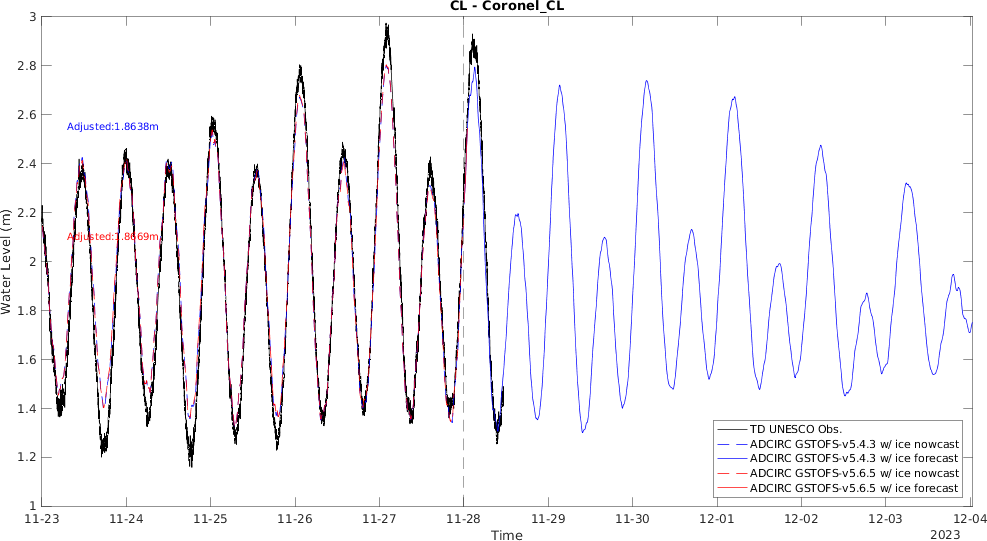 CL - Coronel_CL
3
2.8
2.6
2.4
2.2
2
1.8
1.6
1.4
1.2
1
Water Level (m)
Adjusted:1.8638m
Adjusted:1.8669m
TD UNESCO Obs.
ADCIRC GSTOFS-v5.4.3 w/ ice nowcast
ADCIRC GSTOFS-v5.4.3 w/ ice forecast
ADCIRC GSTOFS-v5.6.5 w/ ice nowcast
ADCIRC GSTOFS-v5.6.5 w/ ice forecast
11-23 11-24 11-25 11-26 11-27 11-28 11-29 11-30 12-01 12-02 12-03 12-04
Time
2023